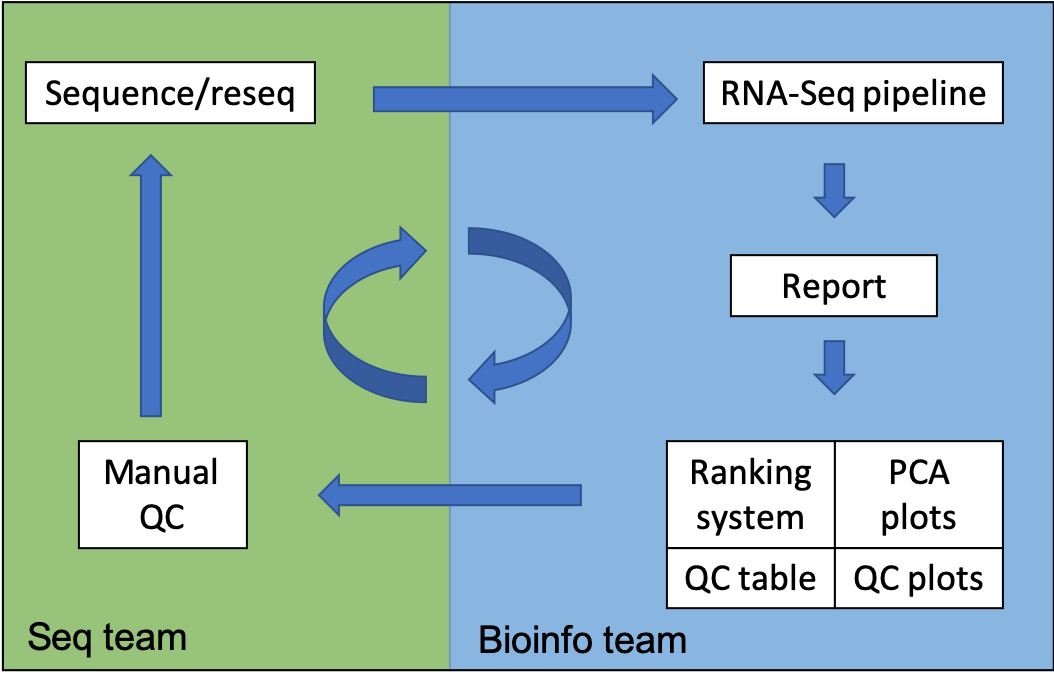 Sequence/reseq
RNA-Seq pipeline
Report
Manual
QC
Ranking
system
PCA
plots
QC table
QC plots
Seq team
Bioinfo team